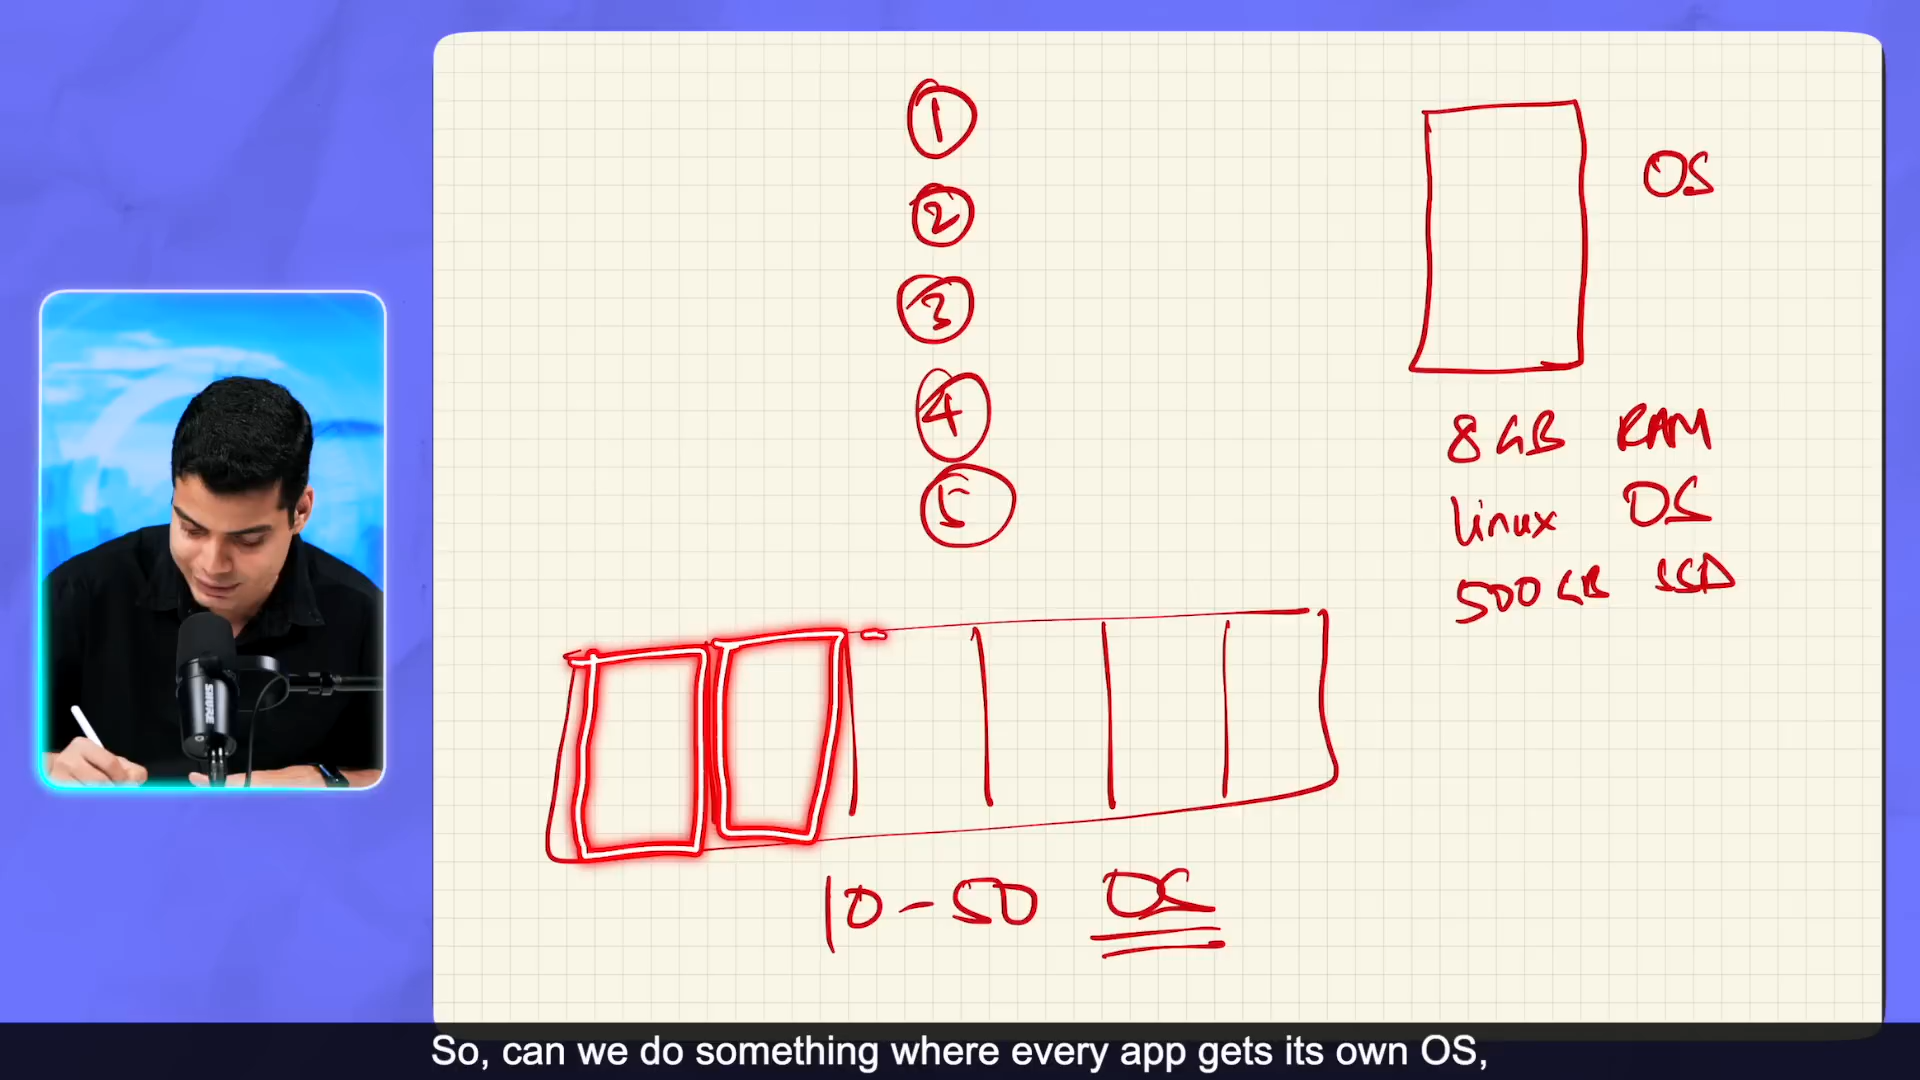 1
2
3
4
5
OS
8 GB RAM
Linux OS
500 GB SSD
10-50 OS
SHURE
So, can we do something where every app gets its own OS,